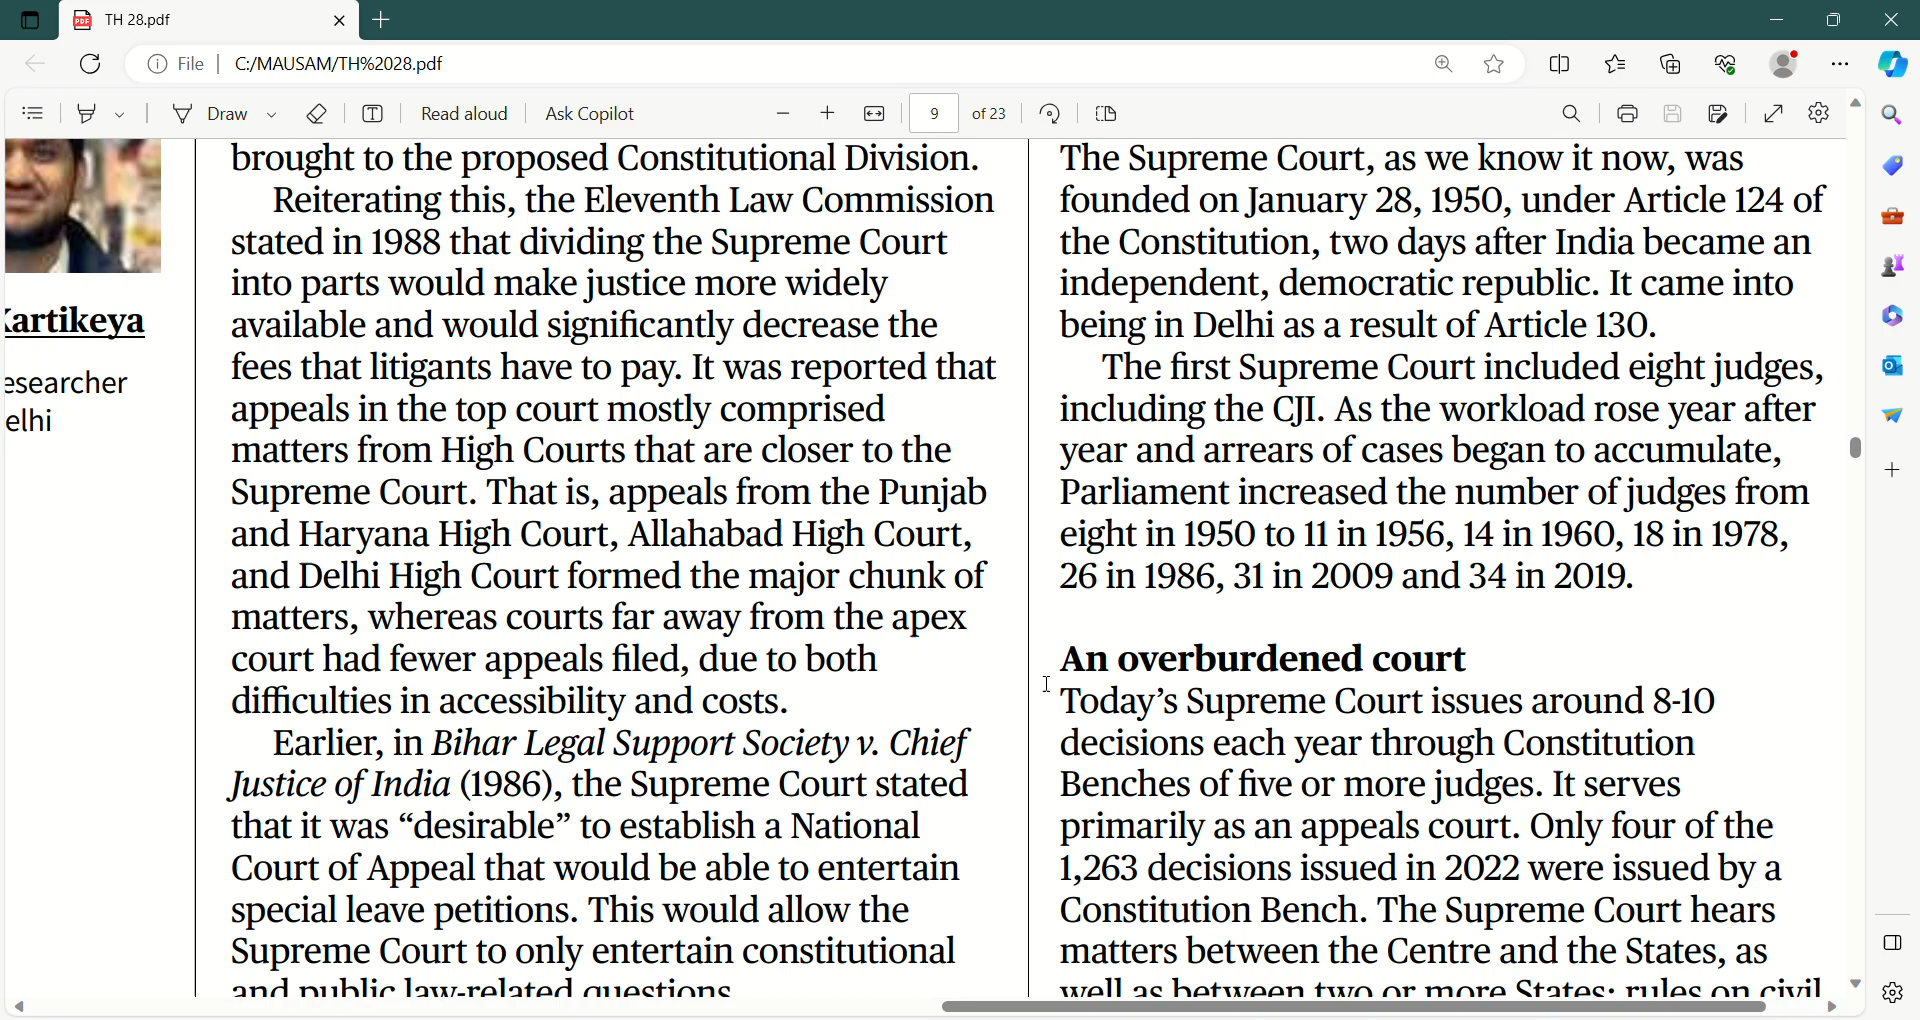 TH 28.pdf
File
C:/MAUSAM/TH%2028.pdf
Draw
Read aloud
Ask Copilot
9
of 23
artikeya
esearcher
elhi
brought to the proposed Constitutional Division.
Reiterating this, the Eleventh Law Commission
stated in 1988 that dividing the Supreme Court
into parts would make justice more widely
available and would significantly decrease the
fees that litigants have to pay. It was reported that
appeals in the top court mostly comprised
matters from High Courts that are closer to the
Supreme Court. That is, appeals from the Punjab
and Haryana High Court, Allahabad High Court,
and Delhi High Court formed the major chunk of
matters, whereas courts far away from the apex
court had fewer appeals filed, due to both
difficulties in accessibility and costs.
Earlier, in Bihar Legal Support Society v. Chief
Justice of India (1986), the Supreme Court stated
that it was “desirable” to establish a National
Court of Appeal that would be able to entertain
special leave petitions. This would allow the
Supreme Court to only entertain constitutional
and public law-related questions.
The Supreme Court, as we know it now, was
founded on January 28, 1950, under Article 124 of
the Constitution, two days after India became an
independent, democratic republic. It came into
being in Delhi as a result of Article 130.
The first Supreme Court included eight judges,
including the CJI. As the workload rose year after
year and arrears of cases began to accumulate,
Parliament increased the number of judges from
eight in 1950 to 11 in 1956, 14 in 1960, 18 in 1978,
26 in 1986, 31 in 2009 and 34 in 2019.
An overburdened court
Today’s Supreme Court issues around 8-10
decisions each year through Constitution
Benches of five or more judges. It serves
primarily as an appeals court. Only four of the
1,263 decisions issued in 2022 were issued by a
Constitution Bench. The Supreme Court hears
matters between the Centre and the States, as
well as between two or more States; rules on civil